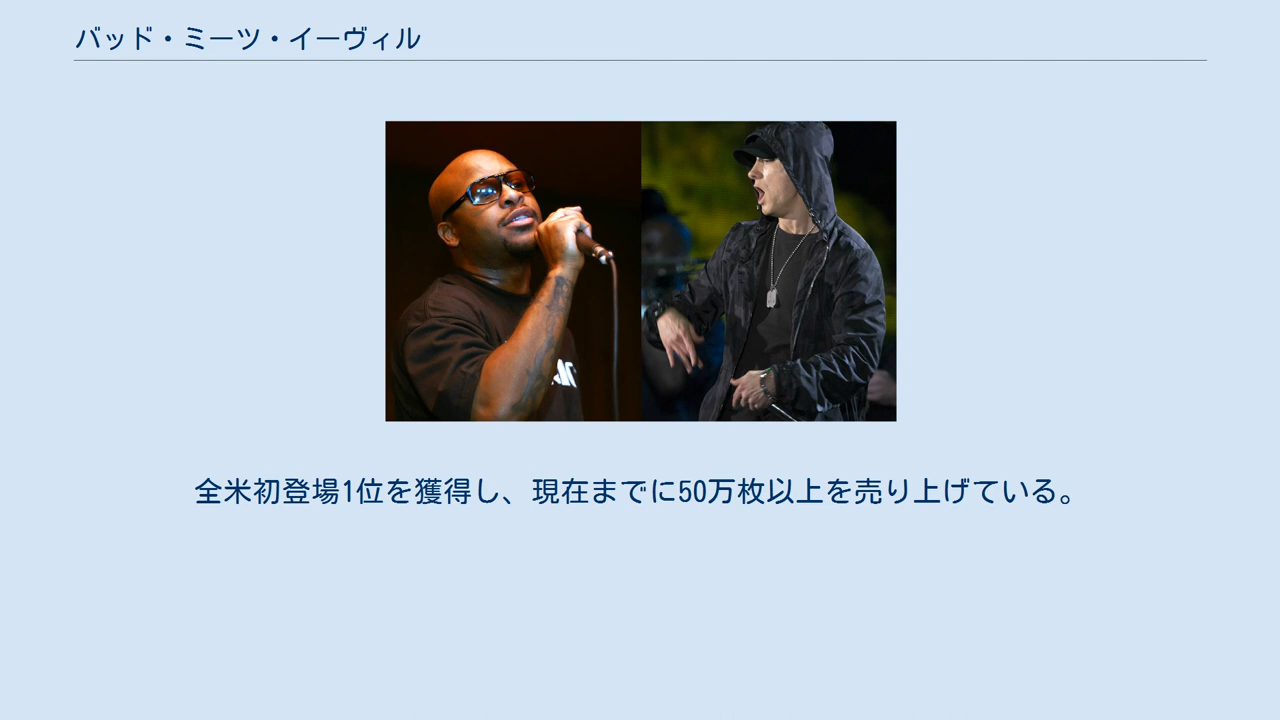 バッド・ミーツ・イーヴィル
全米初登場1位を獲得し、現在までに50万枚以上を売り上げている。